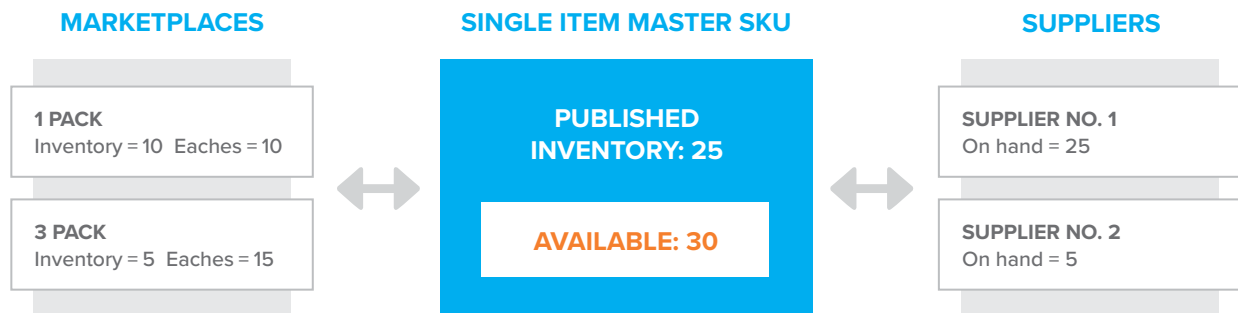 MARKETPLACES
1 PACK
Inventory = 10 Eaches = 10
3 PACK
Inventory = 5 Eaches = 15
SINGLE ITEM MASTER SKU
PUBLISHED
INVENTORY: 25
AVAILABLE: 30
SUPPLIERS
SUPPLIER NO. 1
On hand = 25
SUPPLIER NO. 2
On hand = 5